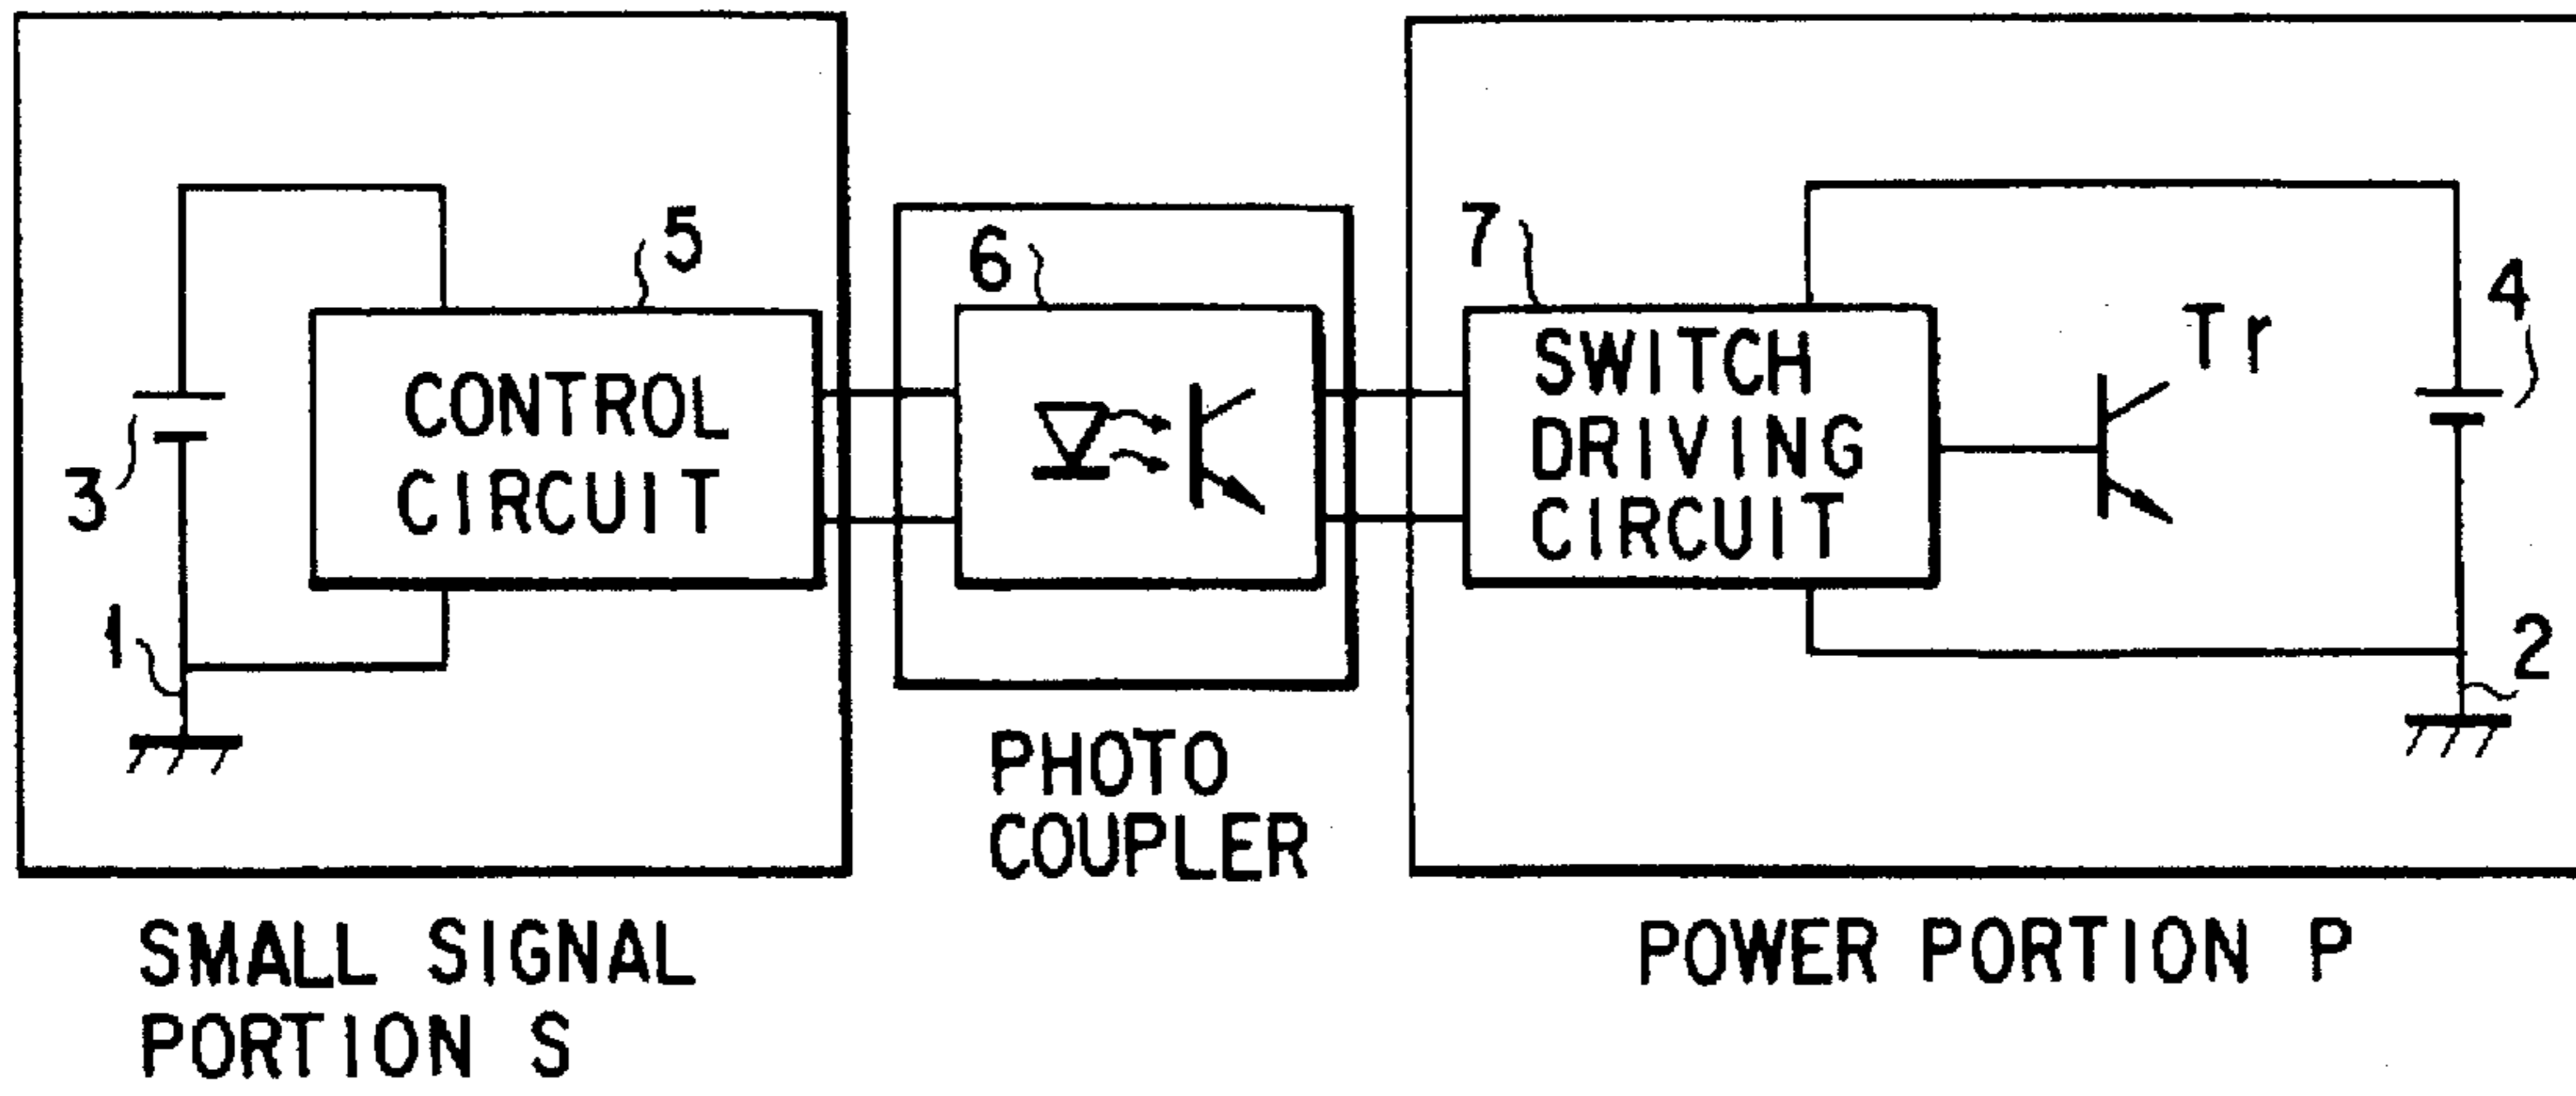 5
6
7
4
Tr
CONTROL
CIRCUIT
SWITCH
DRIVING
CIRCUIT
3
1
2
PHOTO
COUPLER
SMALL SIGNAL
PORTION S
POWER PORTION P